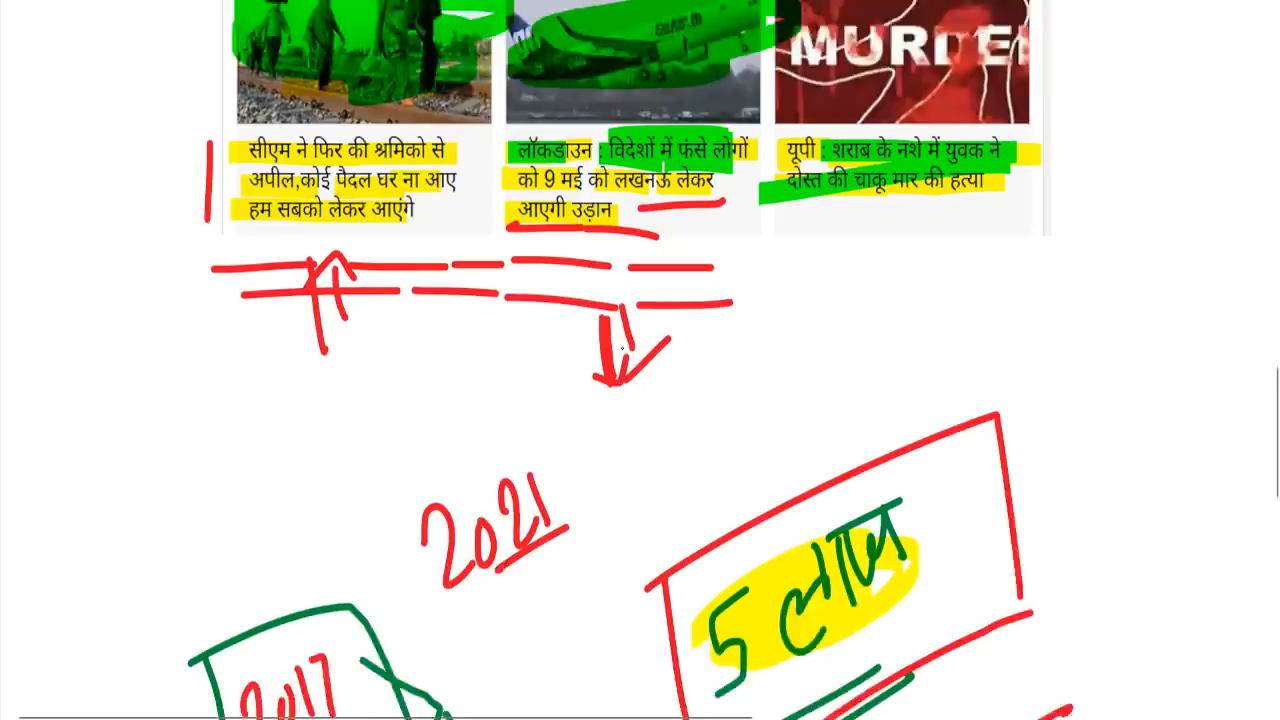 MURDE
सीएम ने फिर की श्रमिको से
अपील,कोई पैदल घर ना आए
हम सबको लेकर आएंगे
लॉकडाउन : विदेशों में फंसे लोगों
को 9 मई को लखनऊ लेकर
आएगी उड़ान
यूपी : शराब के नशे में युवक ने
दोस्त की चाकू मार की हत्या
2021
5 लाख
2017